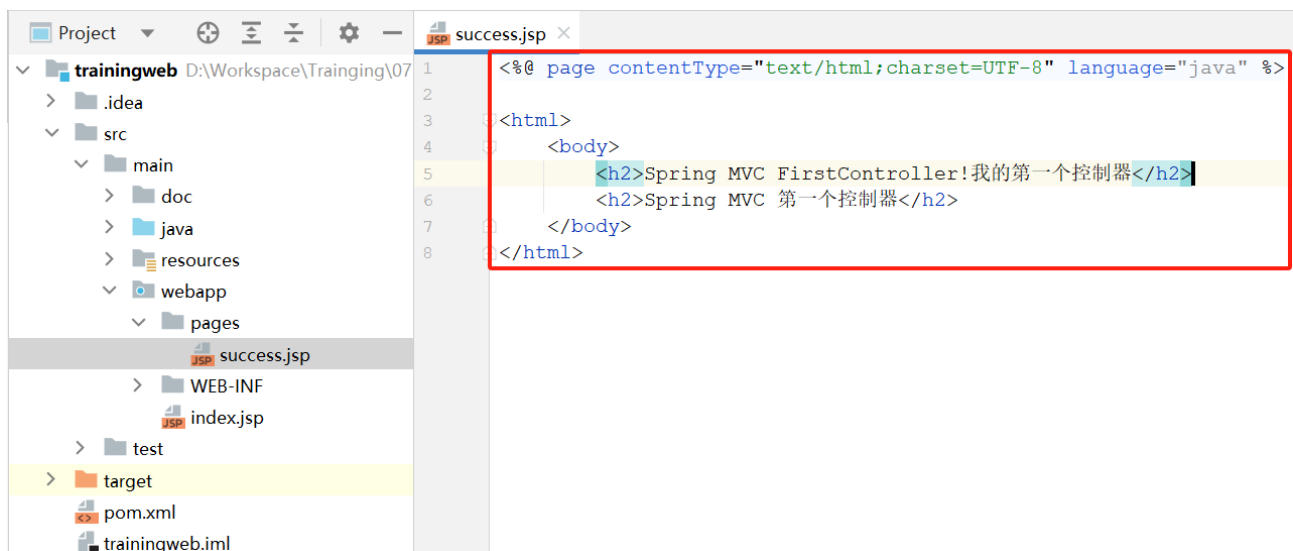 Project
success.jsp
trainingweb D:\Workspace\Trainging\07
.idea
src
main
doc
java
resources
webapp
pages
success.jsp
WEB-INF
index.jsp
test
target
pom.xml
trainingweb.iml
1 <%@ page contentType="text/html;charset=UTF-8" language="java" %>
2
3 <html>
4 <body>
5 <h2>Spring MVC FirstController!我的第一个控制器</h2>
6 <h2>Spring MVC 第一个控制器</h2>
7 </body>
8 </html>